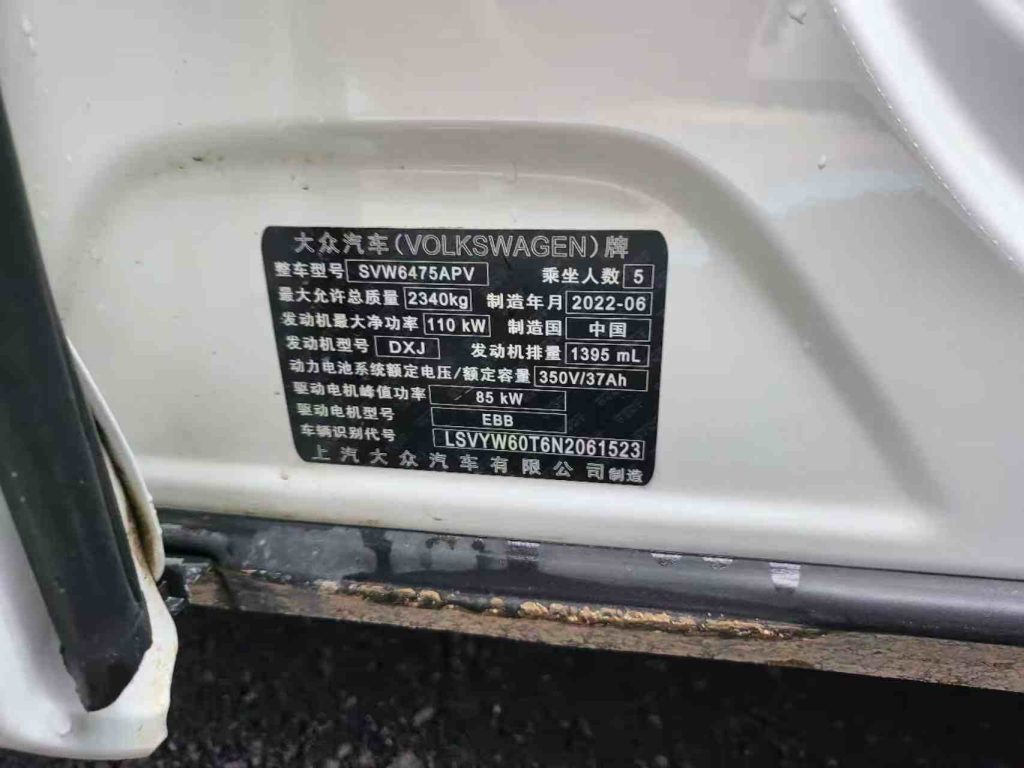 大众汽车(VOLKSWAGEN)牌
整车型号 SVW6475APV 乘坐人数 5
最大允许总质量 2340kg 制造年月 2022-06
发动机最大净功率 110 kW 制造国 中国
发动机型号 DXJ 发动机排量 1395 mL
动力电池系统额定电压/额定容量 350V/37Ah
驱动电机峰值功率 85 kW
驱动电机型号 EBB
车辆识别代号 LSVYW60T6N2061523
上汽大众汽车有限公司制造